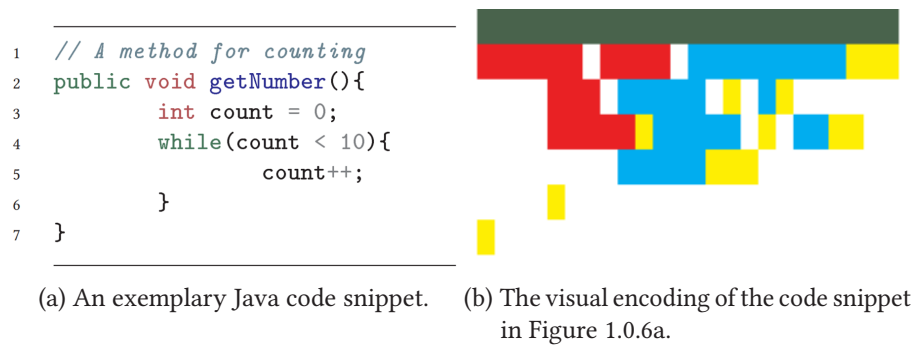 1 // A method for counting
2 public void getNumber(){
3 int count = 0;
4 while(count < 10){
5 count++;
6 }
7 }
(a) An exemplary Java code snippet.
(b) The visual encoding of the code snippet
in Figure 1.0.6a.